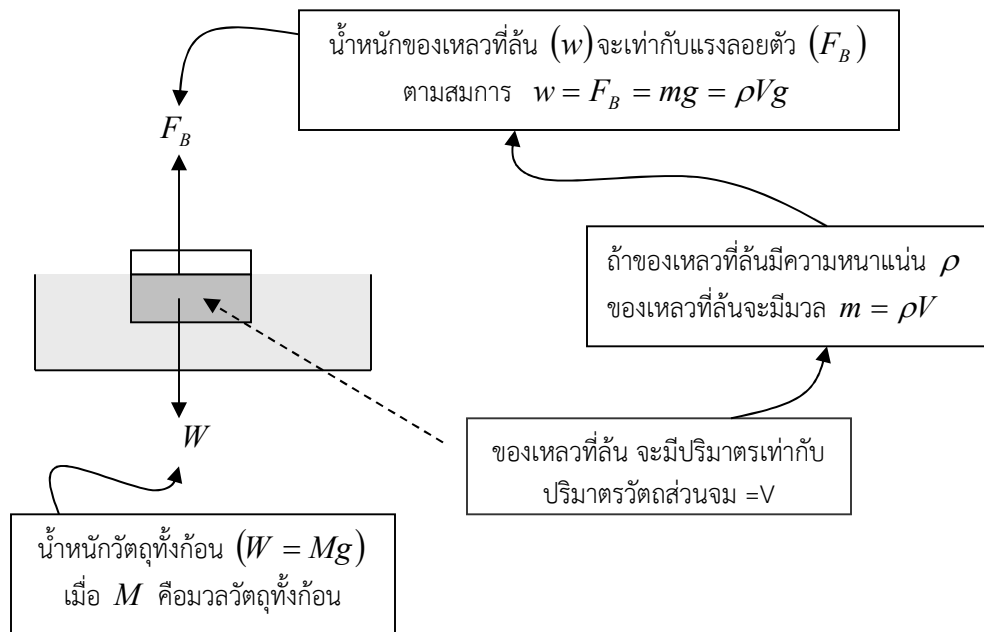 น้ำหนักของเหลวที่ล้น (w) จะเท่ากับแรงลอยตัว (F_B)
ตามสมการ w = F_B = mg = ρVg
F_B
ถ้าของเหลวที่ล้นมีความหนาแน่น ρ
ของเหลวที่ล้นจะมีมวล m = ρV
W
ของเหลวที่ล้น จะมีปริมาตรเท่ากับ
ปริมาตรวัตถุส่วนจม =V
น้ำหนักวัตถุทั้งก้อน (W = Mg)
เมื่อ M คือมวลวัตถุทั้งก้อน